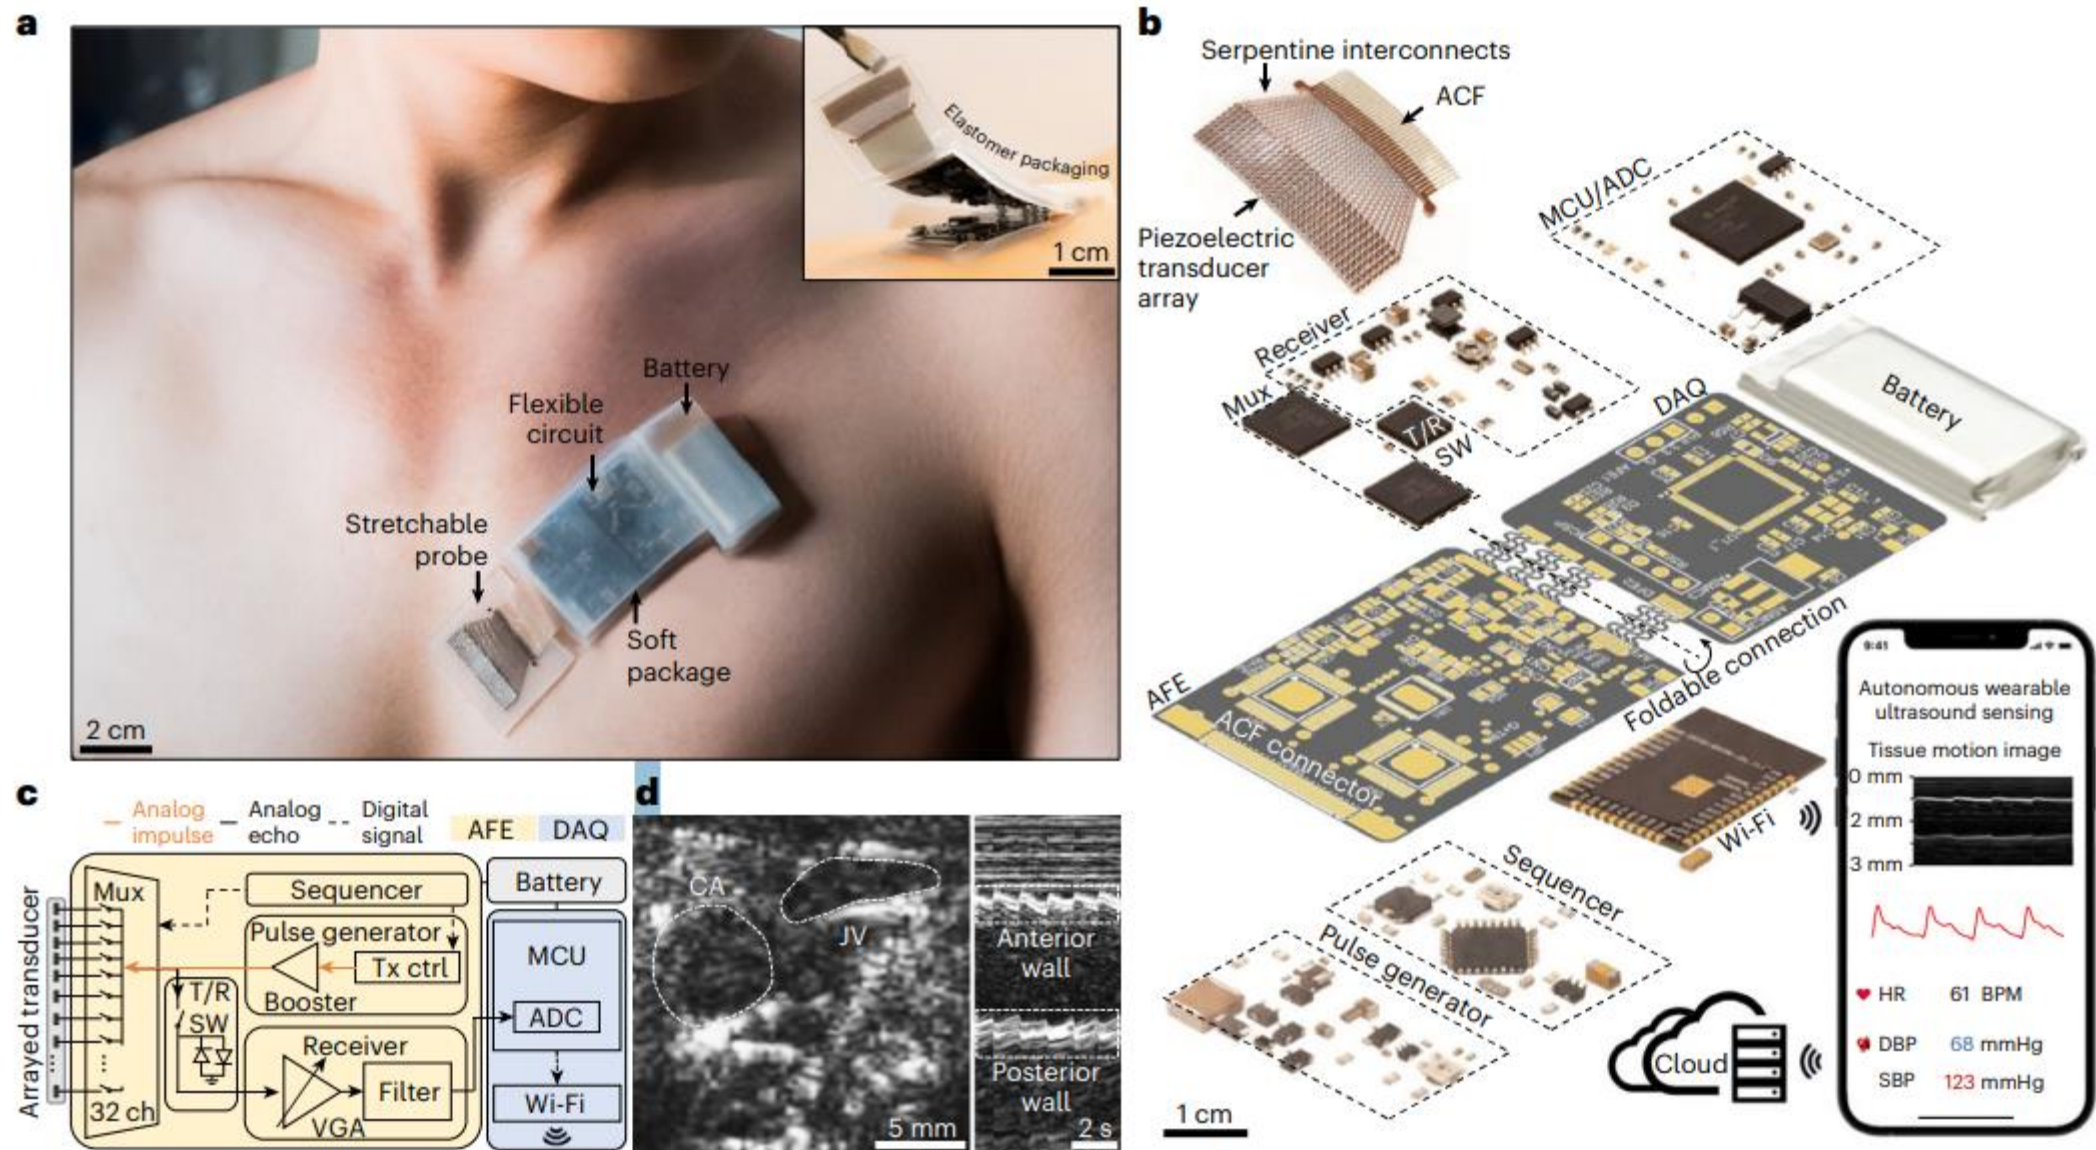 a
Elastomer packaging
1 cm
Battery
Flexible
circuit
Stretchable
probe
Soft
package
2 cm
b
Serpentine interconnects
ACF
Piezoelectric
transducer
array
MCU/ADC
Receiver
Mux
T/R
SW
DAQ
Battery
AFE
ACF connector
Foldable connection
Wi-Fi
Sequencer
Pulse generator
1 cm
Cloud
9:41
Autonomous wearable
ultrasound sensing
Tissue motion image
0 mm
2 mm
3 mm
HR 61 BPM
DBP 68 mmHg
SBP 123 mmHg
c
Analog
impulse
Analog
echo
Digital
signal
AFE
DAQ
Arrayed transducer
Mux
32 ch
Sequencer
Pulse generator
Tx ctrl
Booster
T/R
SW
Receiver
VGA
Filter
Battery
MCU
ADC
Wi-Fi
d
CA
JV
5 mm
Anterior
wall
Posterior
wall
2 s